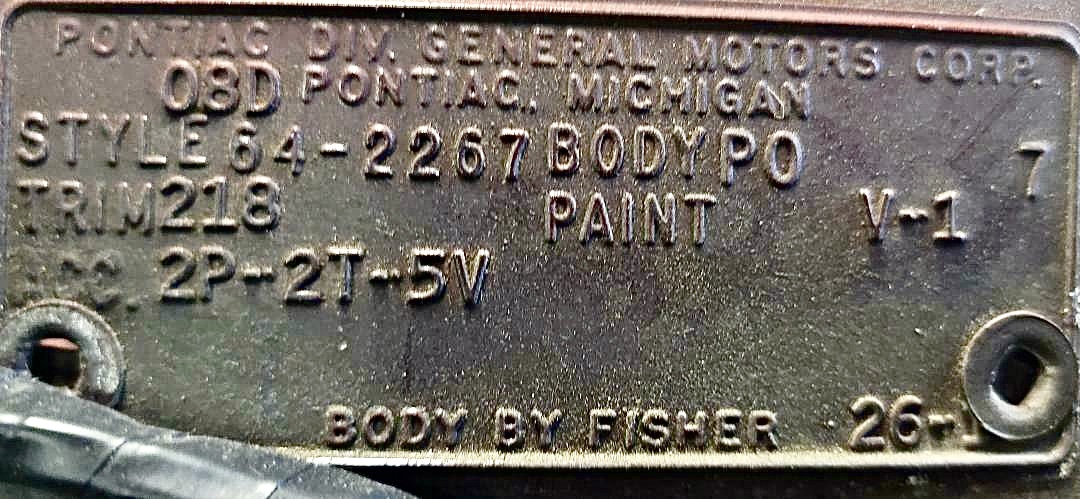 PONTIAC DIV. GENERAL MOTORS CORP.
08D PONTIAC, MICHIGAN
STYLE 64-2267 BODY PO 7
TRIM 218 PAINT V-1
ACC. 2P-2T-5V
BODY BY FISHER 26-1